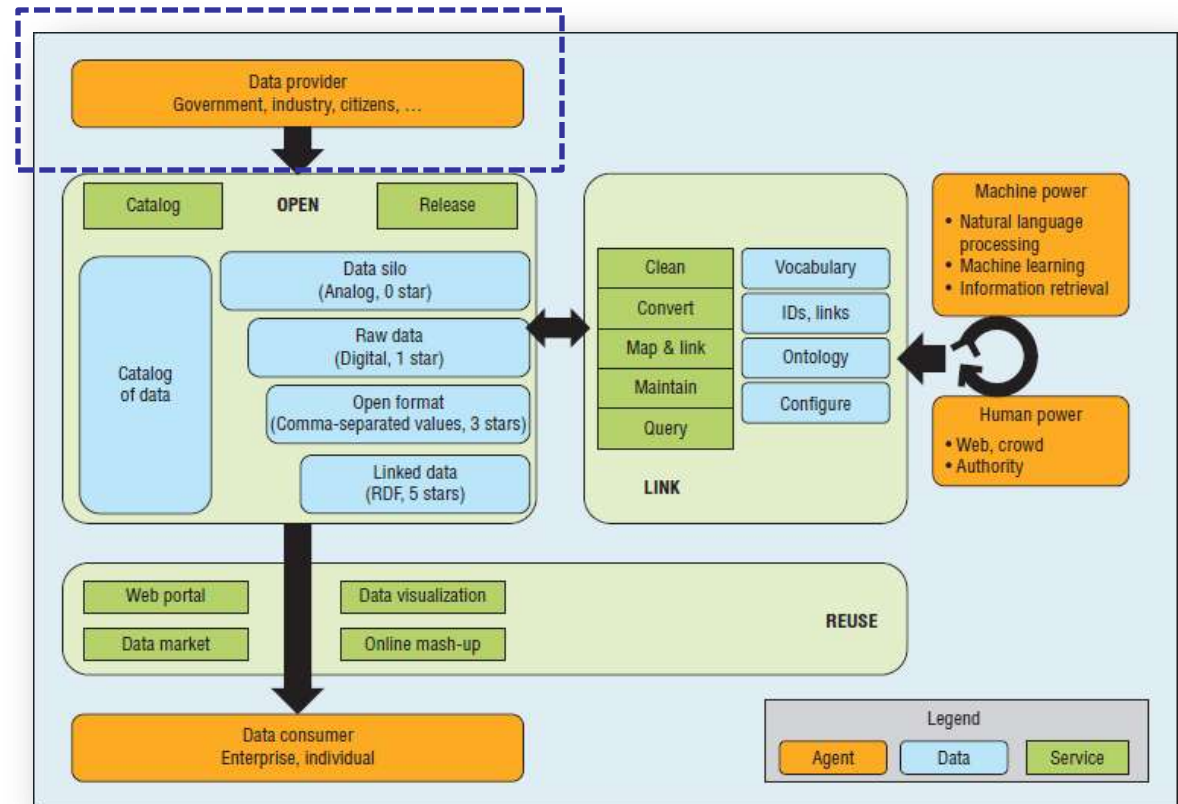 Data provider
Government, industry, citizens, …
Catalog
OPEN
Release
Catalog
of data
Data silo
(Analog, 0 star)
Raw data
(Digital, 1 star)
Open format
(Comma-separated values, 3 stars)
Linked data
(RDF, 5 stars)
Clean
Convert
Map & link
Maintain
Query
Vocabulary
IDs, links
Ontology
Configure
LINK
Machine power
• Natural language
processing
• Machine learning
• Information retrieval
Human power
• Web, crowd
• Authority
Web portal
Data visualization
Data market
Online mash-up
REUSE
Data consumer
Enterprise, individual
Legend
Agent
Data
Service